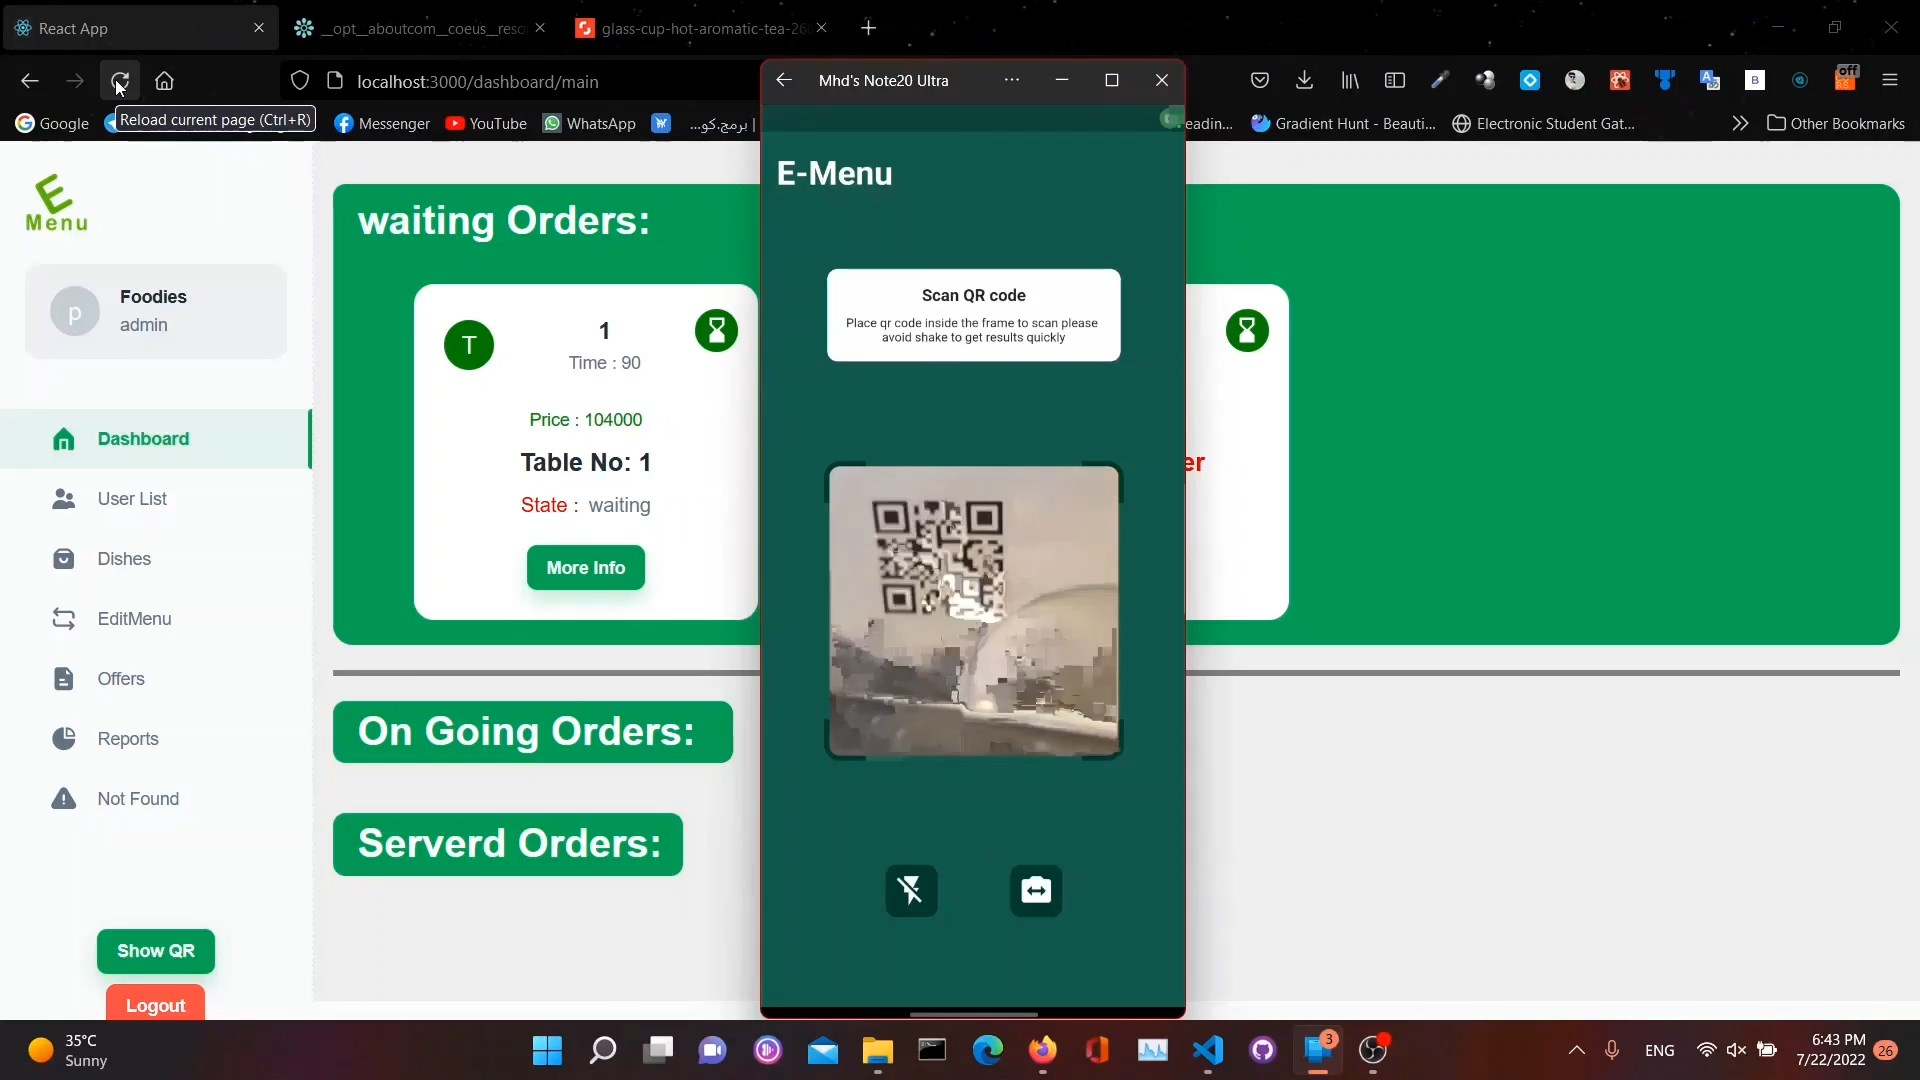 React App
__opt__aboutcom__coeus__reso
glass-cup-hot-aromatic-tea-26
localhost:3000/dashboard/main
Mhd's Note20 Ultra
off
Reload current page (Ctrl+R)
Google
Messenger
YouTube
WhatsApp
...برمج.كو |
eadin...
Gradient Hunt - Beauti...
Electronic Student Gat...
Other Bookmarks
E
Menu
Foodies
admin
p
Dashboard
User List
Dishes
EditMenu
Offers
Reports
Not Found
Show QR
Logout
waiting Orders:
T
1
Time : 90
Price : 104000
Table No: 1
State : waiting
More Info
er
On Going Orders:
Serverd Orders:
E-Menu
Scan QR code
Place qr code inside the frame to scan please
avoid shake to get results quickly
35°C
Sunny
3
ENG
6:43 PM
7/22/2022
26